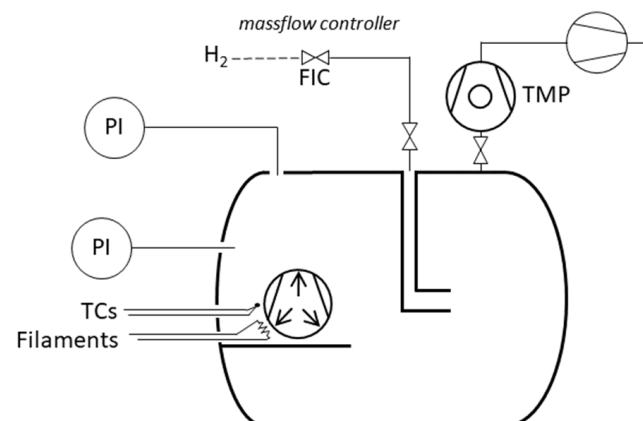 massflow controller
H₂
FIC
TMP
PI
PI
TCs
Filaments